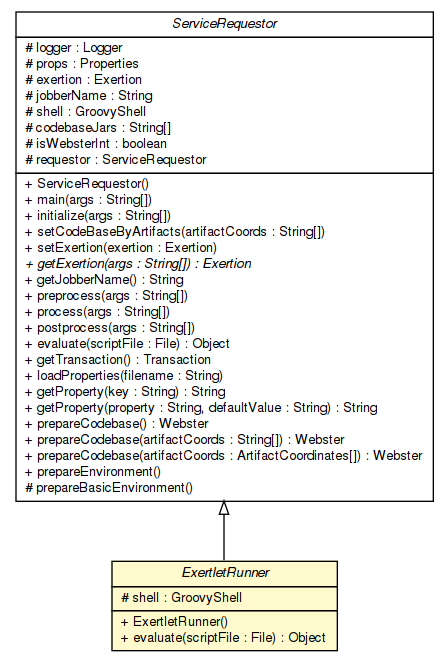 ServiceRequestor
# logger : Logger
# props : Properties
# exertion : Exertion
# jobberName : String
# shell : GroovyShell
# codebaseJars : String[]
# isWebsterInt : boolean
# requestor : ServiceRequestor
+ ServiceRequestor()
+ main(args : String[])
+ initialize(args : String[])
+ setCodeBaseByArtifacts(artifactCoords : String[])
+ setExertion(exertion : Exertion)
+ getExertion(args : String[]) : Exertion
+ getJobberName() : String
+ preprocess(args : String[])
+ process(args : String[])
+ postprocess(args : String[])
+ evaluate(scriptFile : File) : Object
+ getTransaction() : Transaction
+ loadProperties(filename : String)
+ getProperty(key : String) : String
+ getProperty(property : String, defaultValue : String) : String
+ prepareCodebase() : Webster
+ prepareCodebase(artifactCoords : String[]) : Webster
+ prepareCodebase(artifactCoords : ArtifactCoordinates[]) : Webster
+ prepareEnvironment()
# prepareBasicEnvironment()
ExertletRunner
# shell : GroovyShell
+ ExertletRunner()
+ evaluate(scriptFile : File) : Object